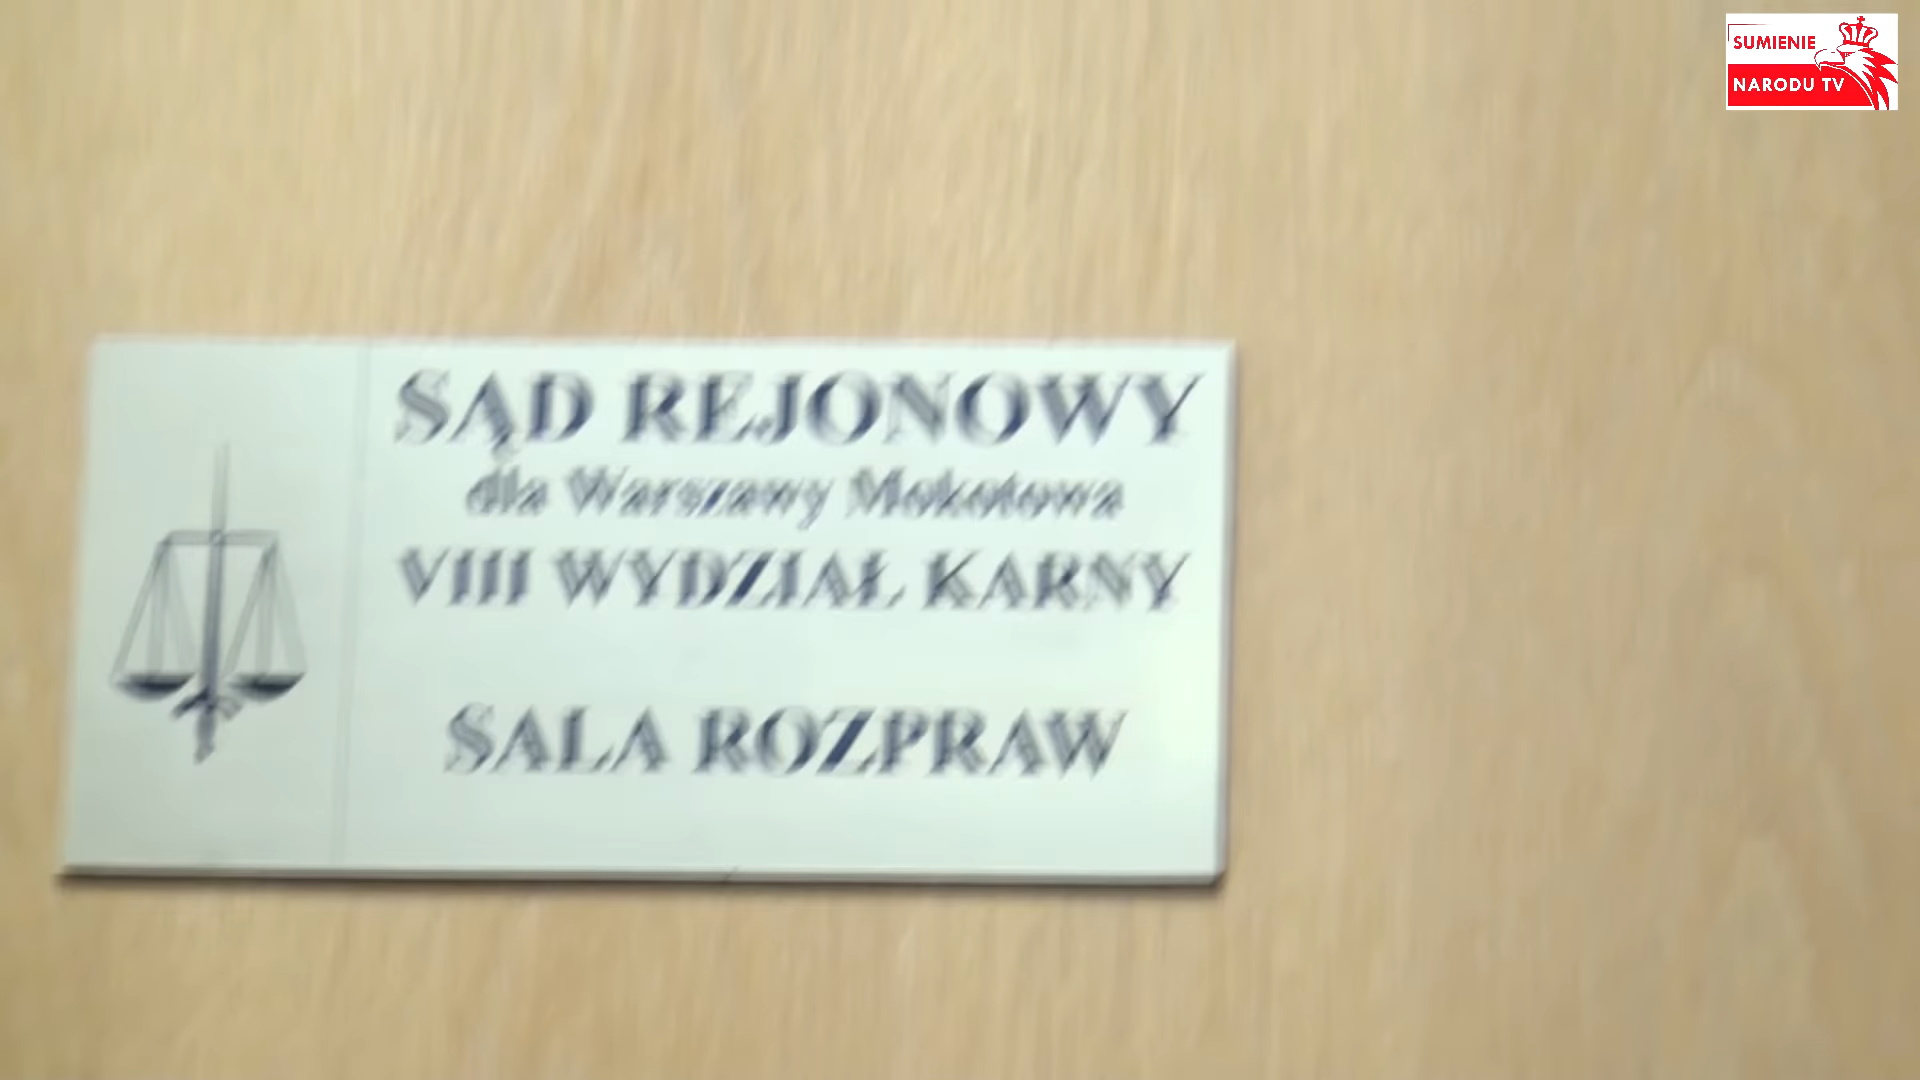 SUMIENIE
NARODU TV
SĄD REJONOWY
dla Warszawy Mokotowa
VIII WYDZIAŁ KARNY
SALA ROZPRAW